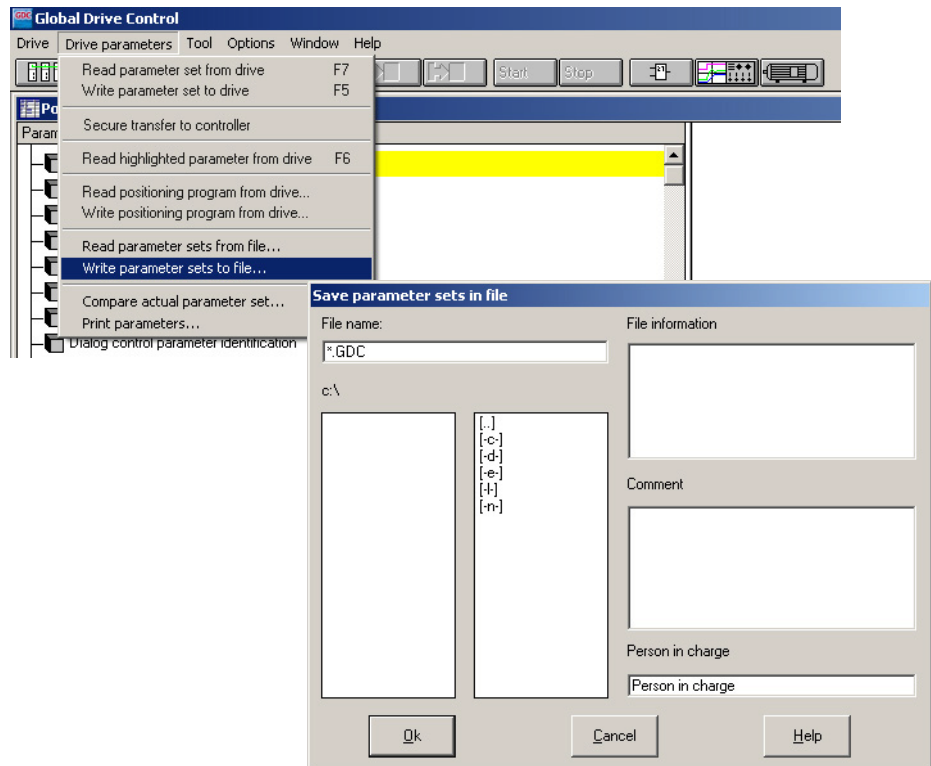 GDC Global Drive Control
Drive Drive parameters Tool Options Window Help
Start Stop
Read parameter set from drive F7
Write parameter set to drive F5
Secure transfer to controller
Read highlighted parameter from drive F6
Read positioning program from drive...
Write positioning program from drive...
Read parameter sets from file...
Write parameter sets to file...
Compare actual parameter set...
Print parameters...
Po
Param
Dialog control parameter identification
Save parameter sets in file
File name:
*.GDC
c:\
[..]
[-c-]
[-d-]
[-e-]
[-l-]
[-n-]
File information
Comment
Person in charge
Person in charge
Ok Cancel Help